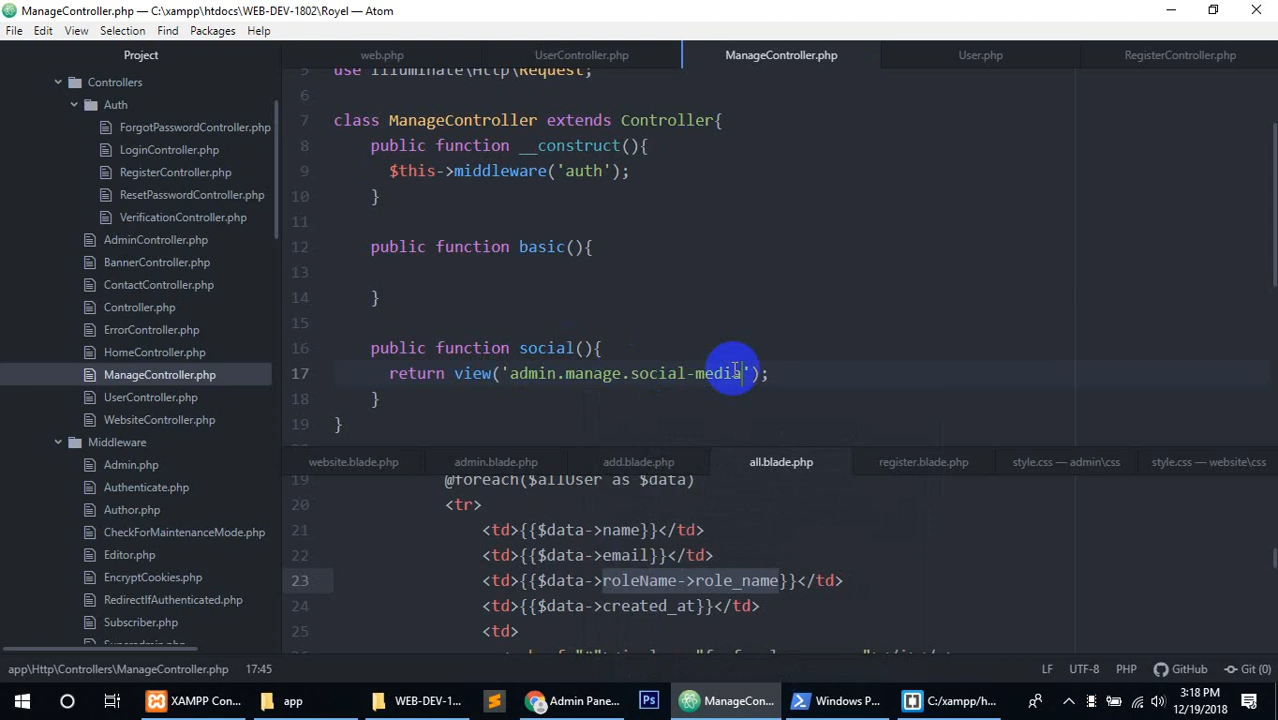 ManageController.php — C:\xampp\htdocs\WEB-DEV-1802\Royel — Atom
File Edit View Selection Find Packages Help
Project
Controllers
Auth
ForgotPasswordController.php
LoginController.php
RegisterController.php
ResetPasswordController.php
VerificationController.php
AdminController.php
BannerController.php
ContactController.php
Controller.php
ErrorController.php
HomeController.php
ManageController.php
UserController.php
WebsiteController.php
Middleware
Admin.php
Authenticate.php
Author.php
CheckForMaintenanceMode.php
Editor.php
EncryptCookies.php
RedirectIfAuthenticated.php
Subscriber.php
Superadmin.php
web.php UserController.php ManageController.php User.php RegisterController.php
5 use Illuminate\Http\Request;
6
7 class ManageController extends Controller{
8 public function __construct(){
9 $this->middleware('auth');
10 }
11
12 public function basic(){
13
14 }
15
16 public function social(){
17 return view('admin.manage.social-media');
18 }
19 }
website.blade.php admin.blade.php add.blade.php all.blade.php register.blade.php style.css — admin\css style.css — website\css
19 @foreach($allUser as $data)
20 <tr>
21 <td>{{$data->name}}</td>
22 <td>{{$data->email}}</td>
23 <td>{{$data->roleName->role_name}}</td>
24 <td>{{$data->created_at}}</td>
25 <td>
app\Http\Controllers\ManageController.php 17:45 LF UTF-8 PHP GitHub Git (0)
XAMPP Con... app WEB-DEV-1... Admin Pane... Ps ManageCon... Windows P... C:/xampp/h... 3:18 PM
12/19/2018